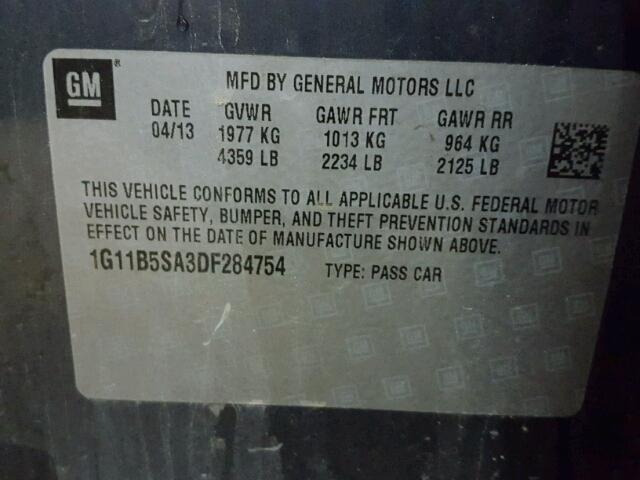 GM®
MFD BY GENERAL MOTORS LLC
DATE GVWR GAWR FRT GAWR RR
04/13 1977 KG 1013 KG 964 KG
4359 LB 2234 LB 2125 LB
THIS VEHICLE CONFORMS TO ALL APPLICABLE U.S. FEDERAL MOTOR
VEHICLE SAFETY, BUMPER, AND THEFT PREVENTION STANDARDS IN
EFFECT ON THE DATE OF MANUFACTURE SHOWN ABOVE.
1G11B5SA3DF284754 TYPE: PASS CAR